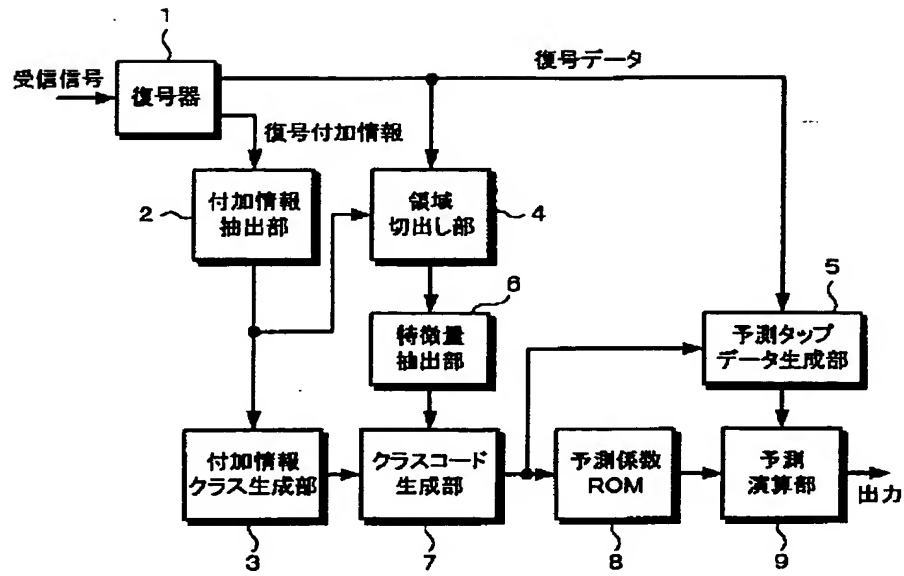 1
受信信号
復号器
復号データ
復号付加情報
2
付加情報
抽出部
領域
切出し部
4
6
特徴量
抽出部
5
予測タップ
データ生成部
付加情報
クラス生成部
クラスコード
生成部
予測係数
ROM
予測
演算部
出力
3
7
8
9